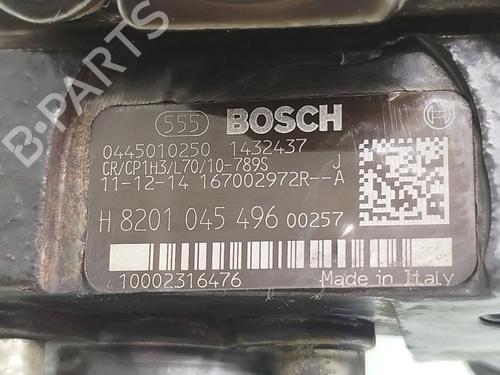 B-PARTS
555 BOSCH
0445010250 1432437
CR/CP1H3/L70/10-789S J
11-12-14 167002972R--A
H 8201 045 496 00257
410002316476 Made in Italy